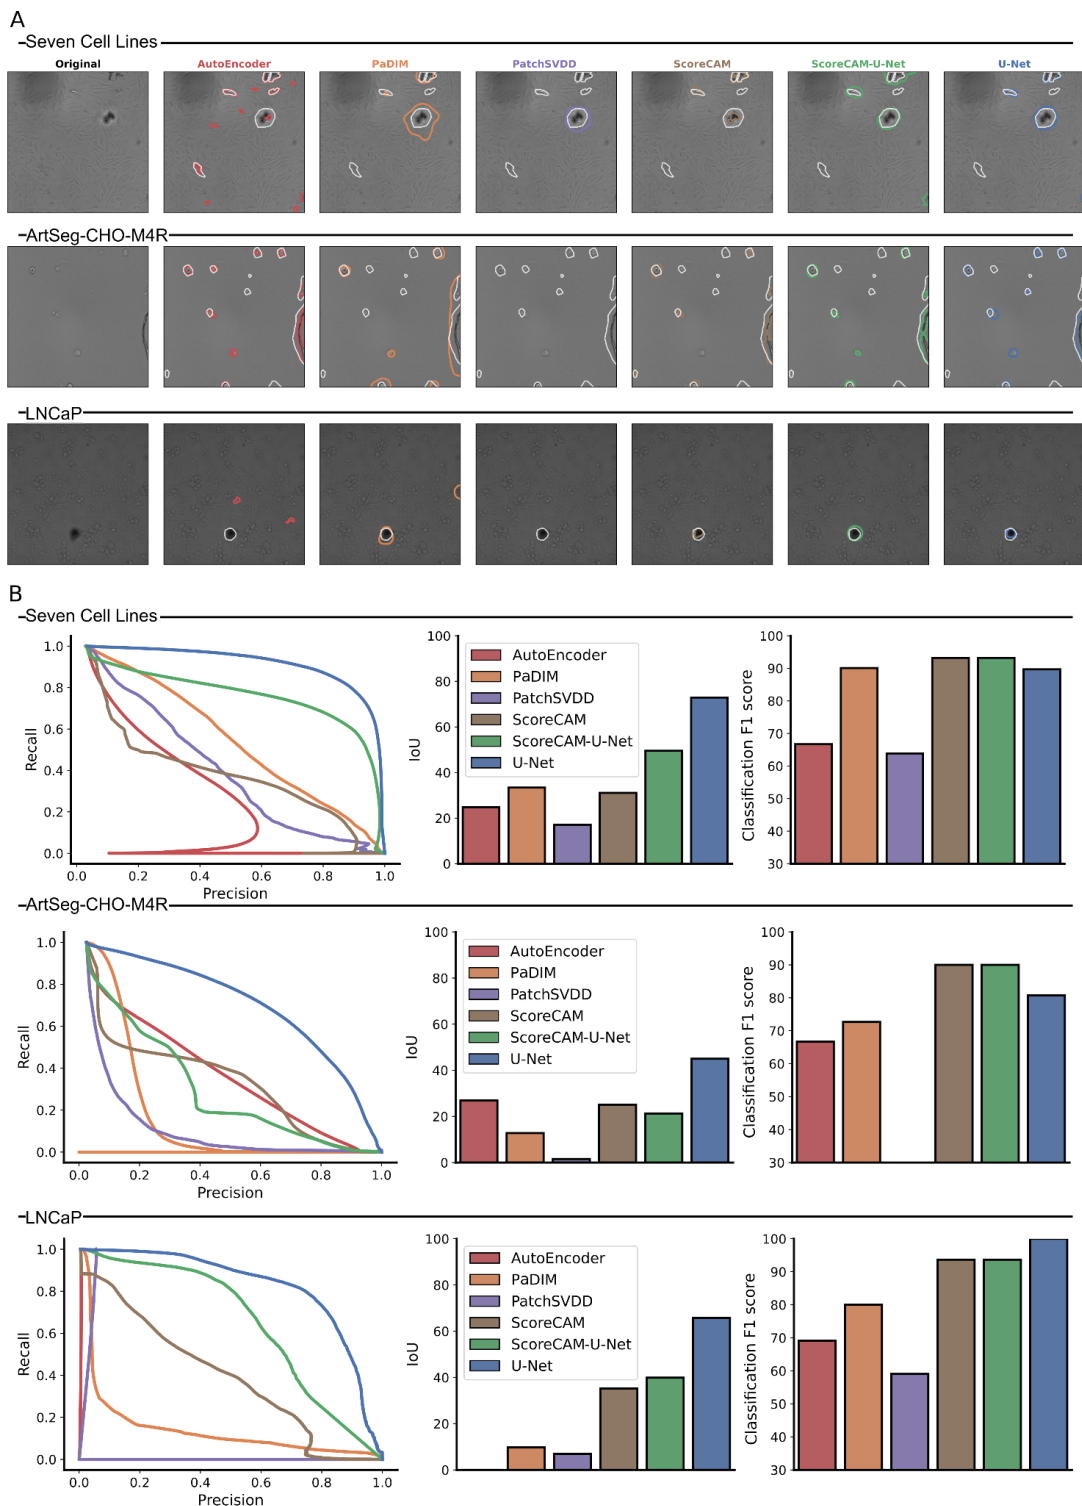 A
Seven Cell Lines
Original AutoEncoder PaDIM PatchSVDD ScoreCAM ScoreCAM-U-Net U-Net
ArtSeg-CHO-M4R
LNCaP
B
Seven Cell Lines
1.0
0.8
0.6
0.4
0.2
0.0
Recall
0.0 0.2 0.4 0.6 0.8 1.0
Precision
100
80
60
40
20
0
IoU
AutoEncoder
PaDIM
PatchSVDD
ScoreCAM
ScoreCAM-U-Net
U-Net
100
90
80
70
60
50
40
30
Classification F1 score
ArtSeg-CHO-M4R
1.0
0.8
0.6
0.4
0.2
0.0
Recall
0.0 0.2 0.4 0.6 0.8 1.0
Precision
100
80
60
40
20
0
IoU
AutoEncoder
PaDIM
PatchSVDD
ScoreCAM
ScoreCAM-U-Net
U-Net
100
90
80
70
60
50
40
30
Classification F1 score
LNCaP
1.0
0.8
0.6
0.4
0.2
0.0
Recall
0.0 0.2 0.4 0.6 0.8 1.0
Precision
100
80
60
40
20
0
IoU
AutoEncoder
PaDIM
PatchSVDD
ScoreCAM
ScoreCAM-U-Net
U-Net
100
90
80
70
60
50
40
30
Classification F1 score